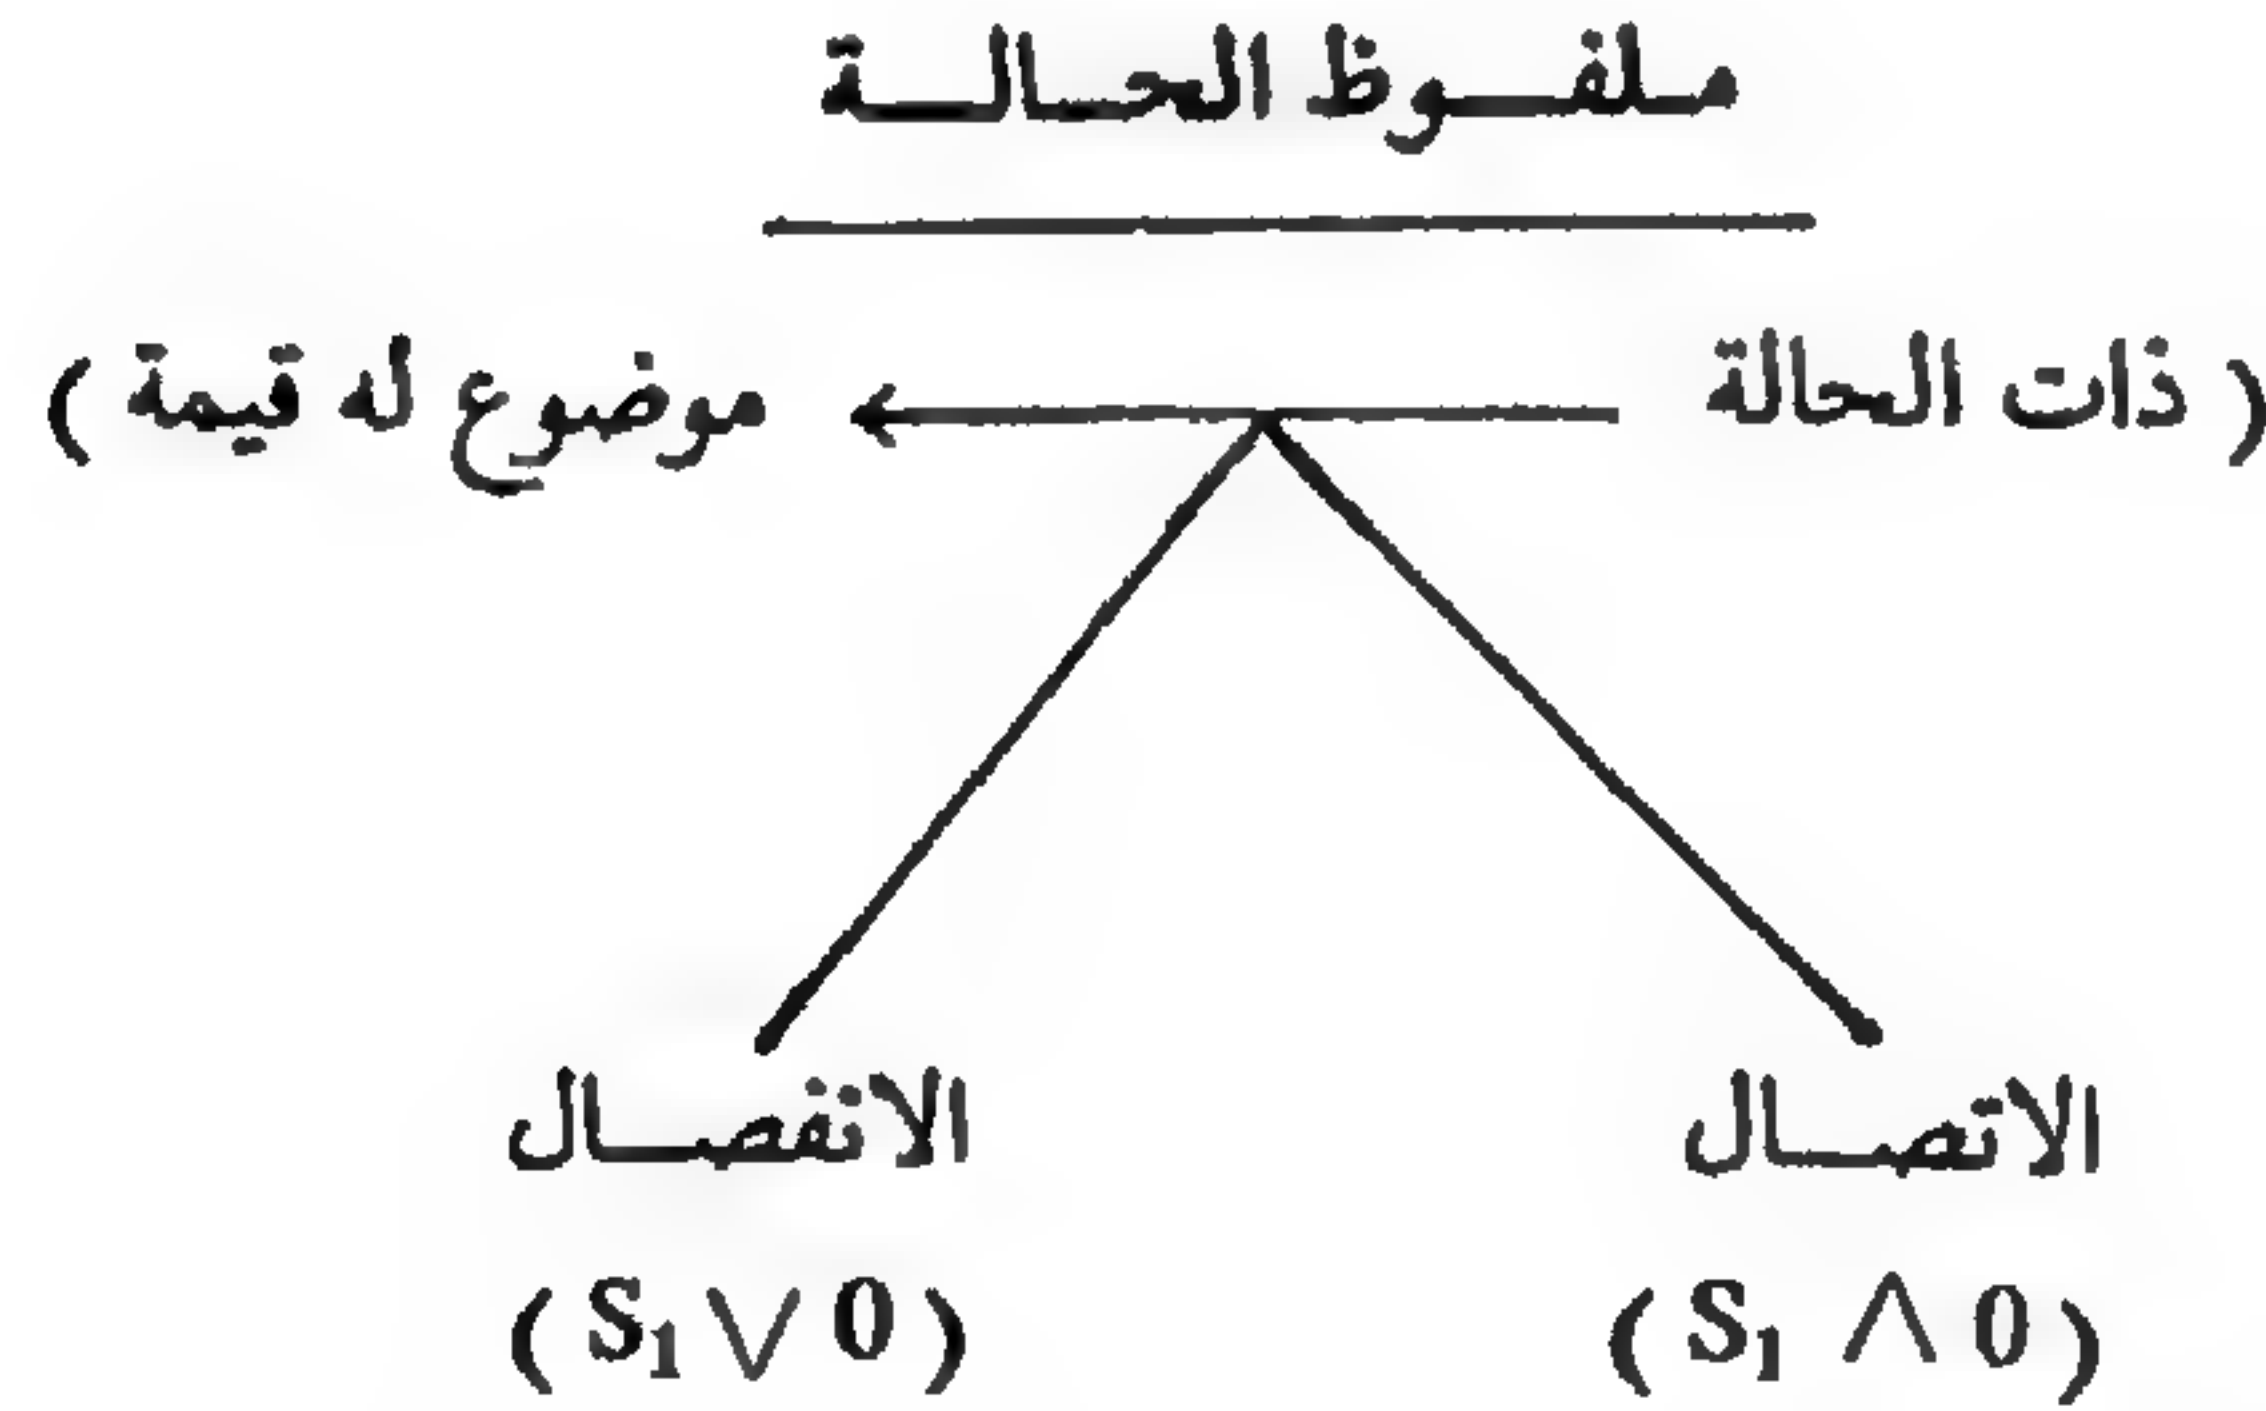 ملفوظ الحالة
( ذات الحالة ← موضوع له قيمة )
الاتصال الانفصال
( S₁ ∧ 0 ) ( S₁ ∨ 0 )